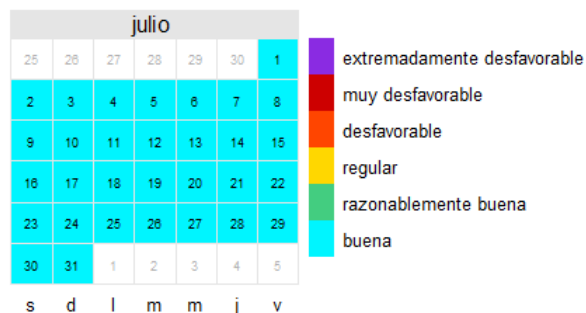 julio
25 26 27 28 29 30 1
2 3 4 5 6 7 8
9 10 11 12 13 14 15
16 17 18 19 20 21 22
23 24 25 26 27 28 29
30 31 1 2 3 4 5
s d l m m j v
extremadamente desfavorable
muy desfavorable
desfavorable
regular
razonablemente buena
buena